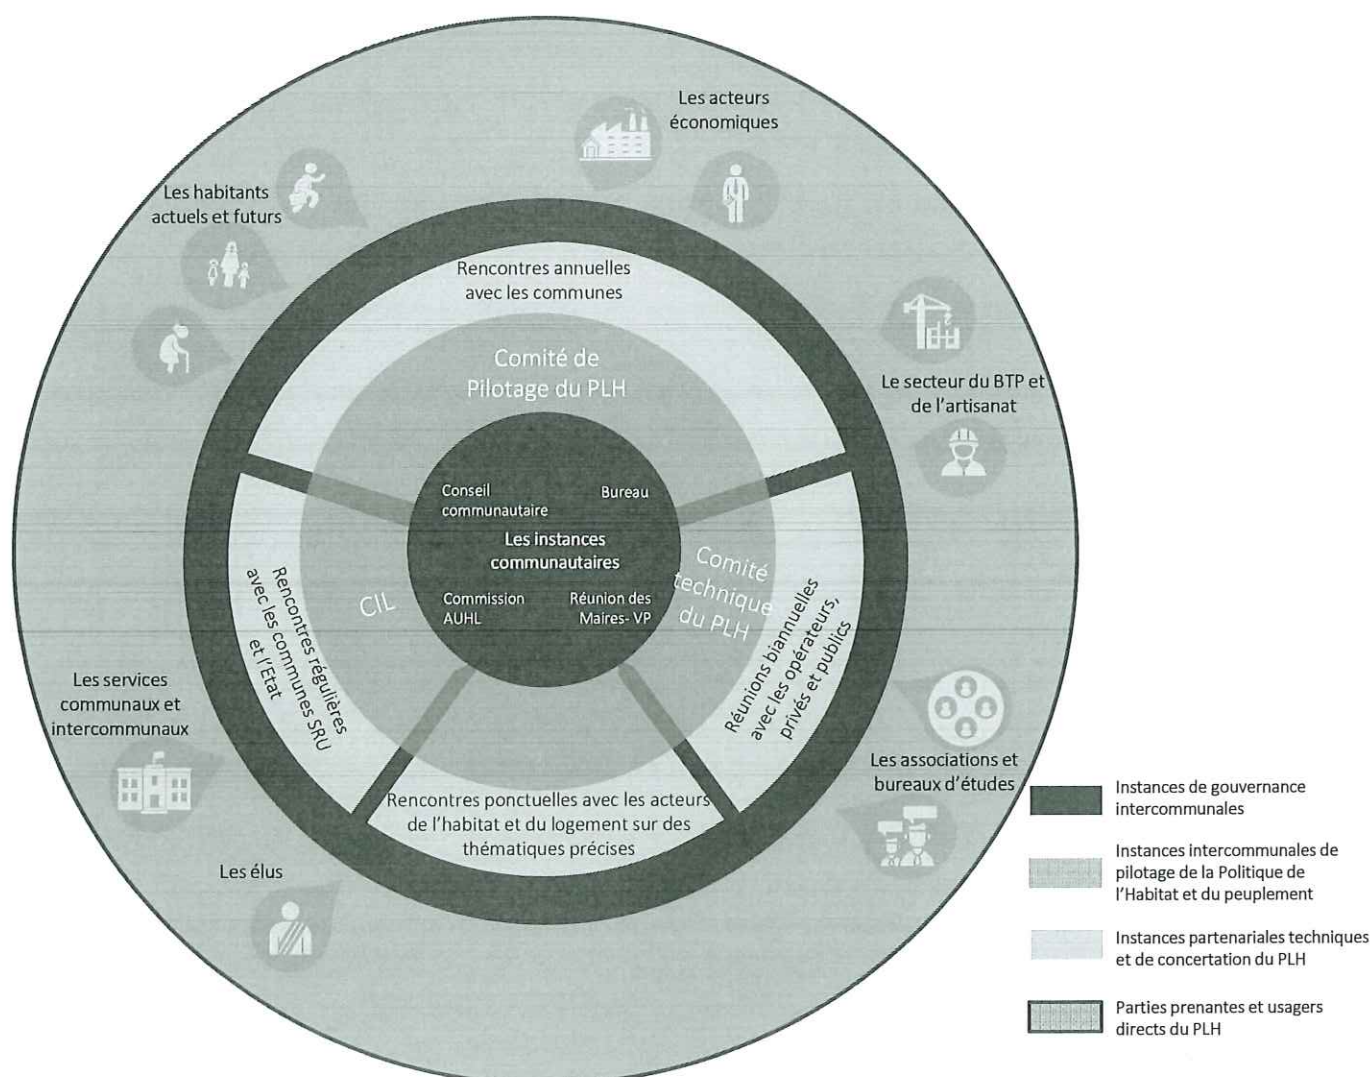 Les acteurs
économiques
Les habitants
actuels et futurs
Rencontres annuelles
avec les communes
Comité de
Pilotage du PLH
Le secteur du BTP et
de l'artisanat
Conseil
communautaire
Bureau
Les instances
communautaires
Commission
AUHL
Réunion des
Maires- VP
CIL
Comité
technique
du PLH
Rencontres régulières
avec les communes SRU
et l'Etat
Réunions biannuelles
avec les opérateurs,
privés et publics
Les services
communaux et
intercommunaux
Rencontres ponctuelles avec les acteurs
de l'habitat et du logement sur des
thématiques précises
Les associations et
bureaux d'études
Les élus
Instances de gouvernance
intercommunales
Instances intercommunales de
pilotage de la Politique de
l'Habitat et du peuplement
Instances partenariales techniques
et de concertation du PLH
Parties prenantes et usagers
directs du PLH